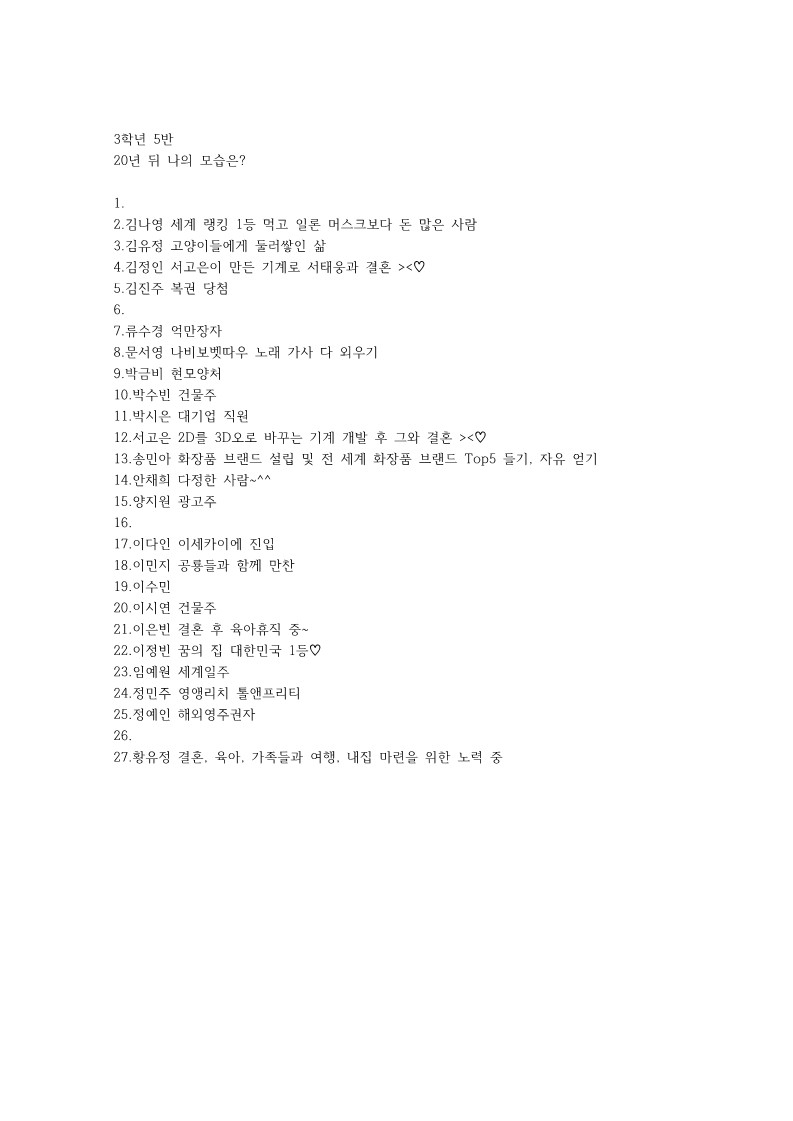 3학년 5반
20년 뒤 나의 모습은?
1.
2.김나영 세계 랭킹 1등 먹고 일론 머스크보다 돈 많은 사람
3.김유정 고양이들에게 둘러쌓인 삶
4.김정인 서고은이 만든 기계로 서태웅과 결혼 ><♡
5.김진주 복권 당첨
6.
7.류수경 억만장자
8.문서영 나비보벳따우 노래 가사 다 외우기
9.박금비 현모양처
10.박수빈 건물주
11.박시은 대기업 직원
12.서고은 2D를 3D오로 바꾸는 기계 개발 후 그와 결혼 ><♡
13.송민아 화장품 브랜드 설립 및 전 세계 화장품 브랜드 Top5 들기, 자유 얻기
14.안채희 다정한 사람~^^
15.양지원 광고주
16.
17.이다인 이세카이에 진입
18.이민지 공룡들과 함께 만찬
19.이수민
20.이시연 건물주
21.이은빈 결혼 후 육아휴직 중~
22.이정빈 꿈의 집 대한민국 1등♡
23.임예원 세계일주
24.정민주 영앵리치 톨앤프리티
25.정예인 해외영주권자
26.
27.황유정 결혼, 육아, 가족들과 여행, 내집 마련을 위한 노력 중